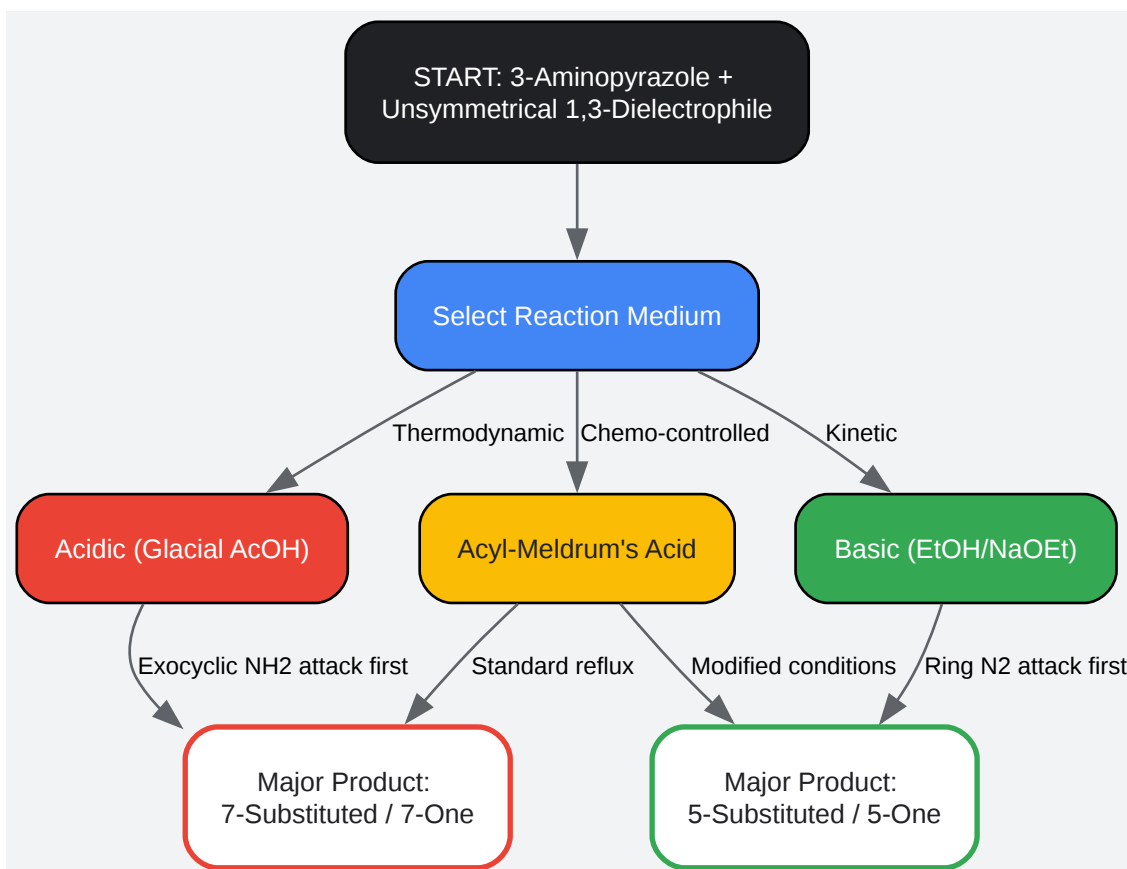 START: 3-Aminopyrazole +
Unsymmetrical 1,3-Dielectrophile
Select Reaction Medium
Thermodynamic
Chemo-controlled
Kinetic
Acidic (Glacial AcOH)
Acyl-Meldrum's Acid
Basic (EtOH/NaOEt)
Exocyclic NH2 attack first
Standard reflux
Modified conditions
Ring N2 attack first
Major Product:
7-Substituted / 7-One
Major Product:
5-Substituted / 5-One